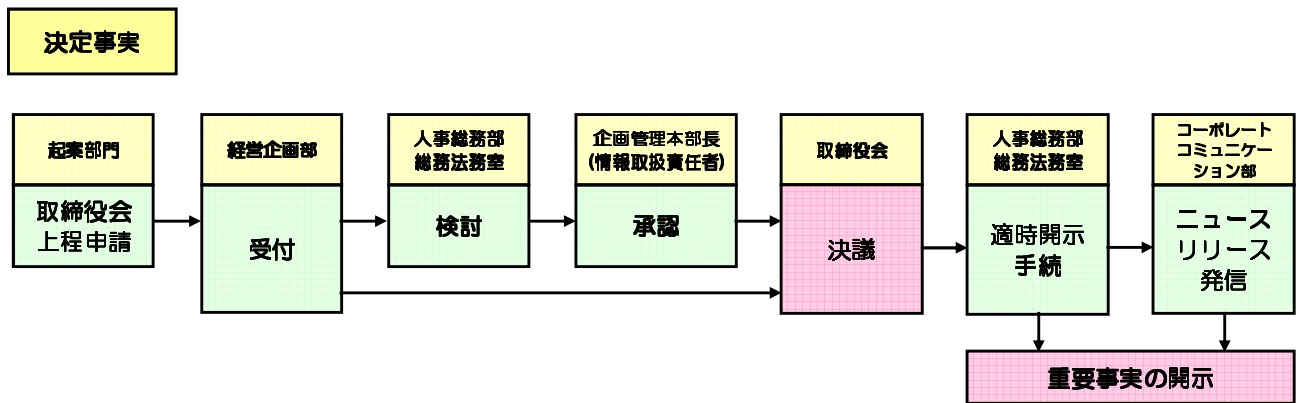 決定事実
起案部門
取締役会
上程申請
経営企画部
受付
人事総務部
総務法務室
検討
企画管理本部長
(情報取扱責任者)
承認
取締役会
決議
人事総務部
総務法務室
適時開示
手続
コーポレート
コミュニケー
ション部
ニュース
リリース
発信
重要事実の開示